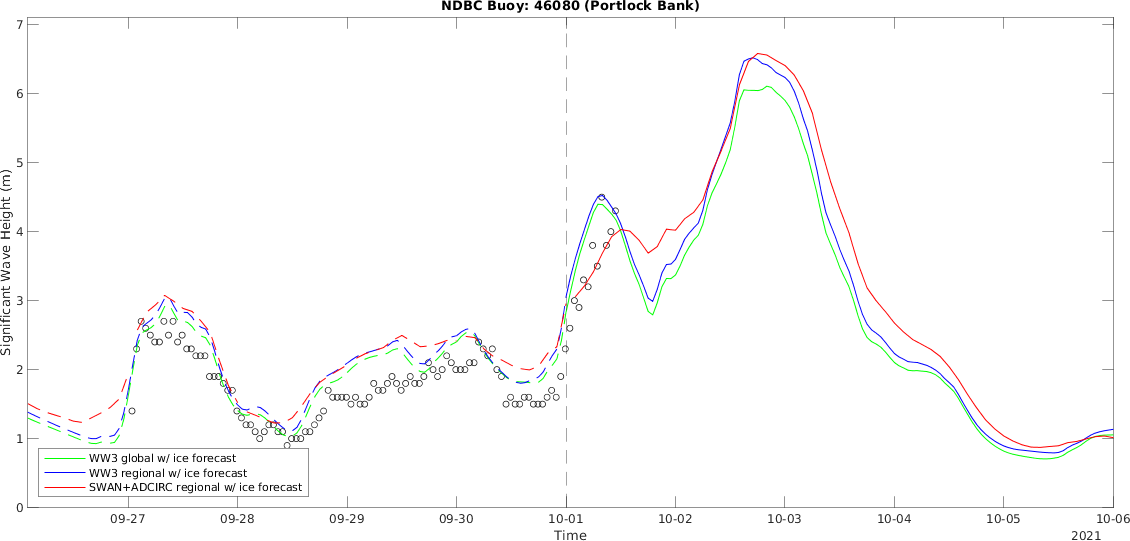 NDBC Buoy: 46080 (Portlock Bank)
7
6
5
4
3
2
1
0
Significant Wave Height (m)
WW3 global w/ ice forecast
WW3 regional w/ ice forecast
SWAN+ADCIRC regional w/ ice forecast
09-27 09-28 09-29 09-30 10-01 10-02 10-03 10-04 10-05 10-06
Time
2021